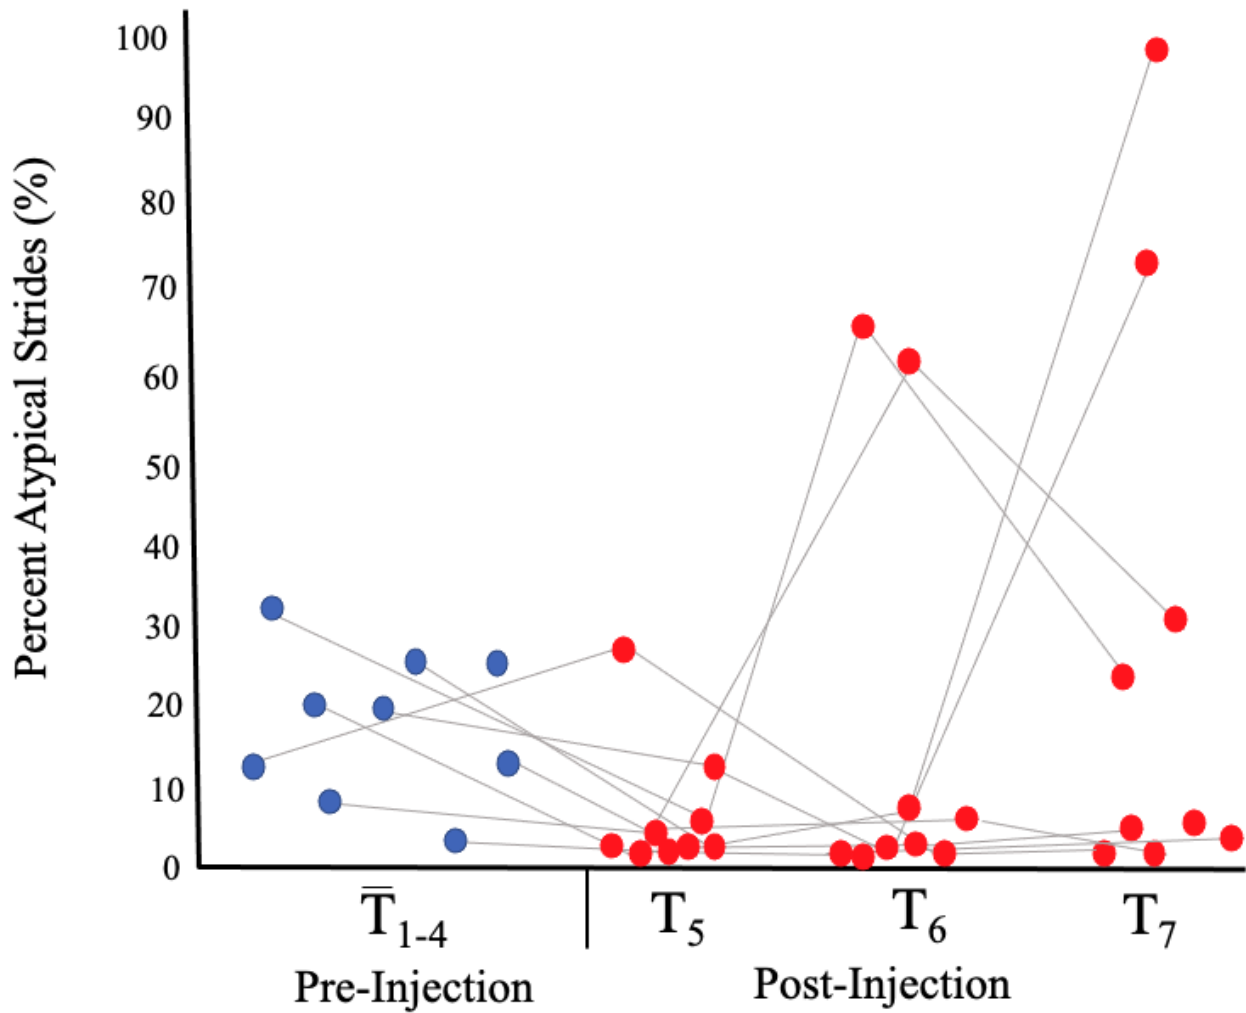 Percent Atypical Strides (%)
100
90
80
70
60
50
40
30
20
10
0
T̅1-4
T5
T6
T7
Pre-Injection
Post-Injection